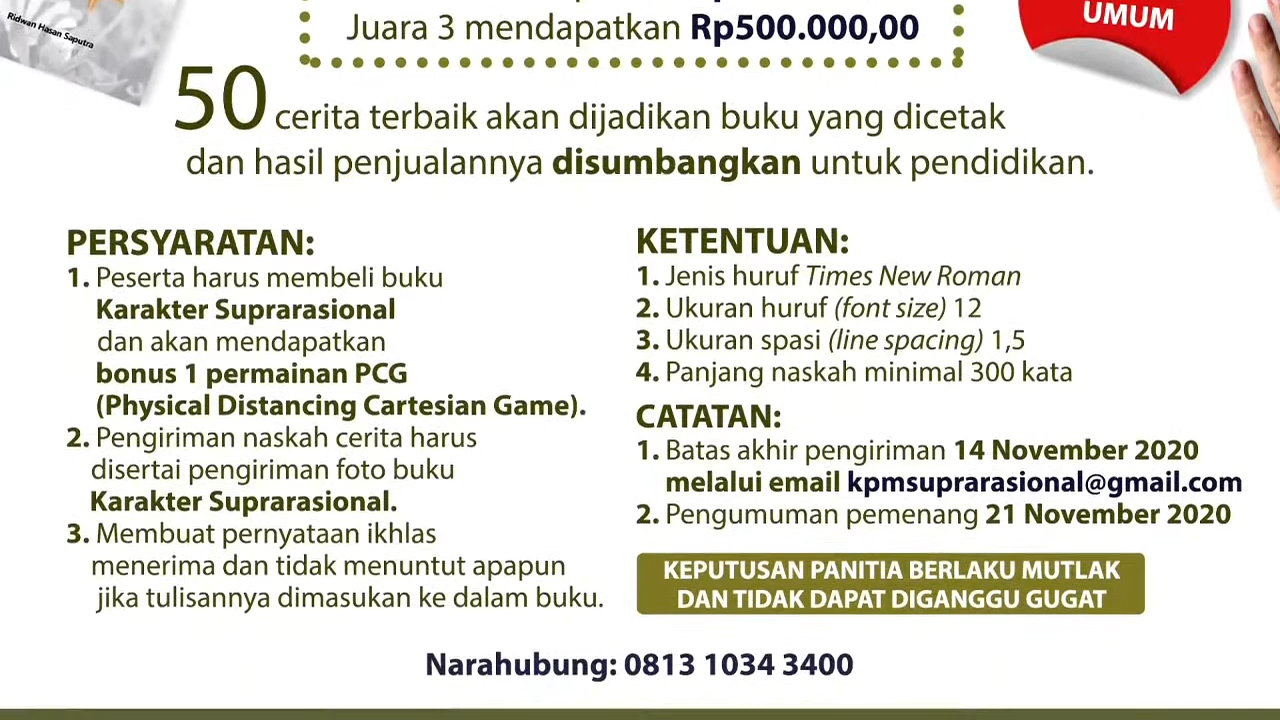 Ridwan Hasan Saputra
Juara 3 mendapatkan Rp500.000,00
UMUM
50 cerita terbaik akan dijadikan buku yang dicetak
dan hasil penjualannya disumbangkan untuk pendidikan.
PERSYARATAN:
1. Peserta harus membeli buku
Karakter Suprarasional
dan akan mendapatkan
bonus 1 permainan PCG
(Physical Distancing Cartesian Game).
2. Pengiriman naskah cerita harus
disertai pengiriman foto buku
Karakter Suprarasional.
3. Membuat pernyataan ikhlas
menerima dan tidak menuntut apapun
jika tulisannya dimasukan ke dalam buku.
KETENTUAN:
1. Jenis huruf Times New Roman
2. Ukuran huruf (font size) 12
3. Ukuran spasi (line spacing) 1,5
4. Panjang naskah minimal 300 kata
CATATAN:
1. Batas akhir pengiriman 14 November 2020
melalui email kpmsuprarasional@gmail.com
2. Pengumuman pemenang 21 November 2020
KEPUTUSAN PANITIA BERLAKU MUTLAK
DAN TIDAK DAPAT DIGANGGU GUGAT
Narahubung: 0813 1034 3400